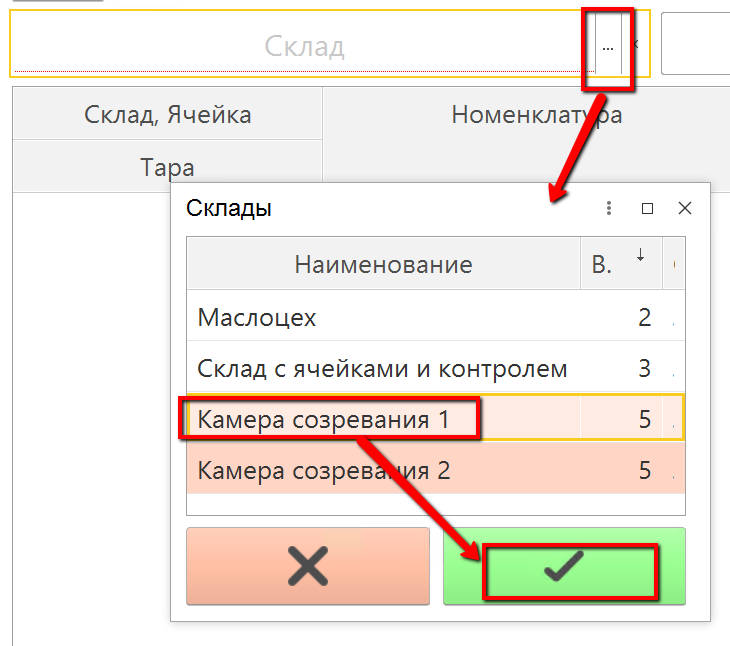 Склад
...
Склад, Ячейка
Номенклатура
Тара
Склады
Наименование
В.
Маслоцех
2
Склад с ячейками и контролем
3
Камера созревания 1
5
Камера созревания 2
5